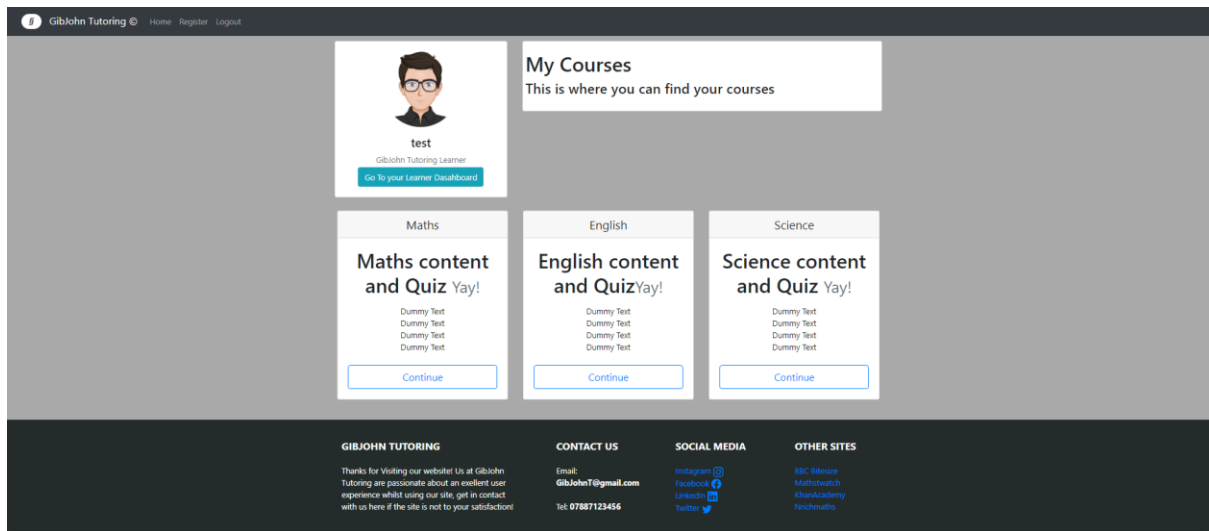 GibJohn Tutoring © Home Register Logout
test
GibJohn Tutoring Learner
Go To your Learner Dasahboard
My Courses
This is where you can find your courses
Maths
Maths content
and Quiz Yay!
Dummy Text
Dummy Text
Dummy Text
Dummy Text
Continue
English
English content
and QuizYay!
Dummy Text
Dummy Text
Dummy Text
Dummy Text
Continue
Science
Science content
and Quiz Yay!
Dummy Text
Dummy Text
Dummy Text
Dummy Text
Continue
GIBJOHN TUTORING
Thanks for Visiting our website! Us at GibJohn
Tutoring are passionate about an exellent user
experience whilst using our site, get in contact
with us here if the site is not to your satisfaction!
CONTACT US
Email:
GibJohnT@gmail.com
Tel: 07887123456
SOCIAL MEDIA
Instagram
Facebook
LinkedIn
Twitter
OTHER SITES
BBC Bitesize
Mathstwatch
KhanAcademy
Nrichmaths